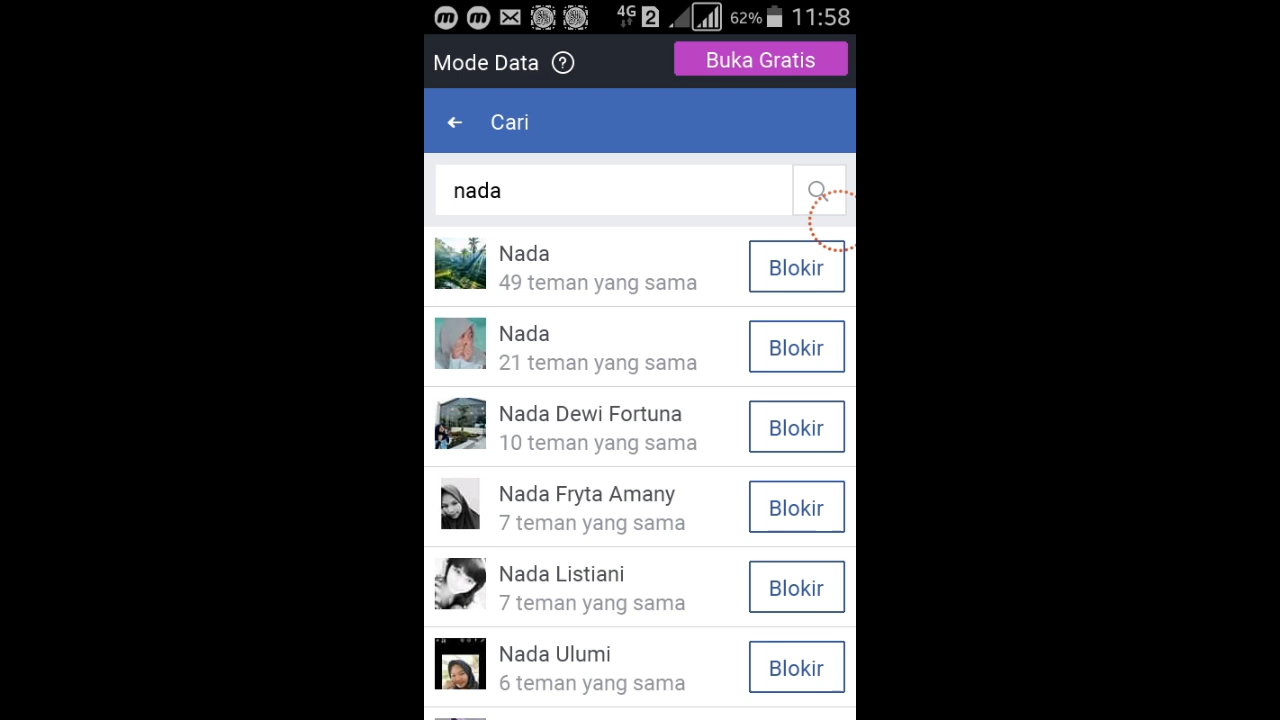 4G 2 62% 11:58
Mode Data ? Buka Gratis
Cari
nada
Nada
49 teman yang sama
Blokir
Nada
21 teman yang sama
Blokir
Nada Dewi Fortuna
10 teman yang sama
Blokir
Nada Fryta Amany
7 teman yang sama
Blokir
Nada Listiani
7 teman yang sama
Blokir
Nada Ulumi
6 teman yang sama
Blokir